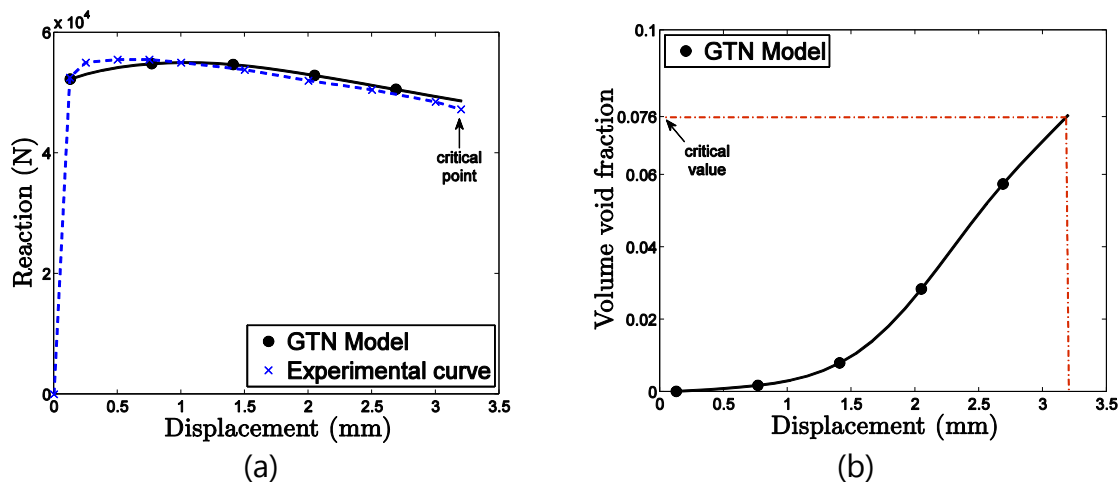 6 × 10⁴
4
2
0
Reaction (N)
0 0.5 1 1.5 2 2.5 3 3.5
Displacement (mm)
critical
point
GTN Model
Experimental curve
(a)
0.1
0.076
0.06
0.04
0.02
0
Volume void fraction
0 0.5 1 1.5 2 2.5 3 3.5
Displacement (mm)
GTN Model
critical
value
(b)